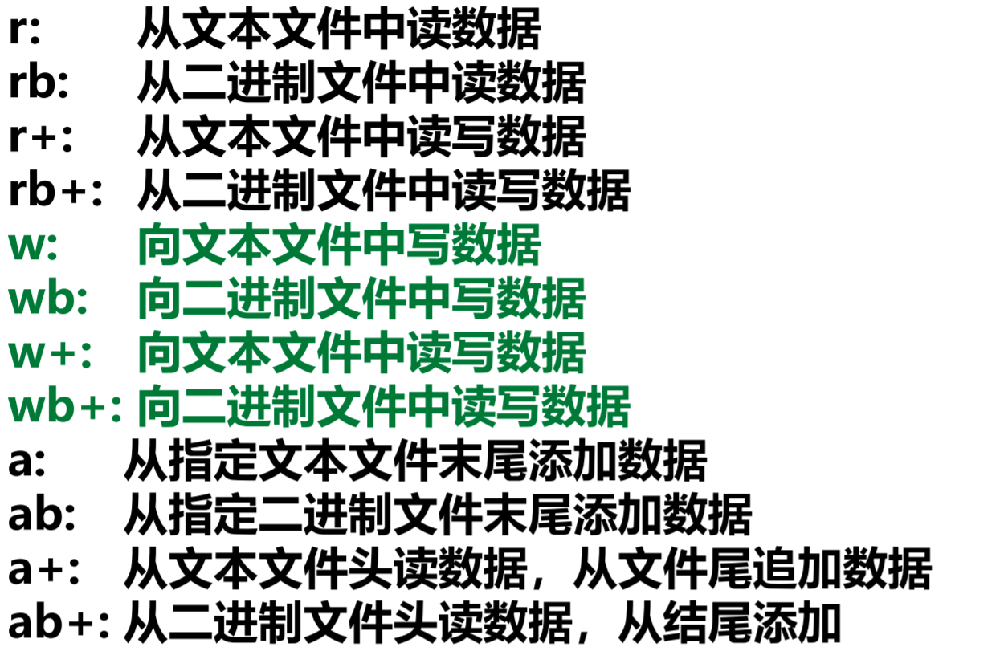 r: 从文本文件中读数据
rb: 从二进制文件中读数据
r+: 从文本文件中读写数据
rb+: 从二进制文件中读写数据
w: 向文本文件中写数据
wb: 向二进制文件中写数据
w+: 向文本文件中读写数据
wb+: 向二进制文件中读写数据
a: 从指定文本文件末尾添加数据
ab: 从指定二进制文件末尾添加数据
a+: 从文本文件头读数据，从文件尾追加数据
ab+: 从二进制文件头读数据，从结尾添加